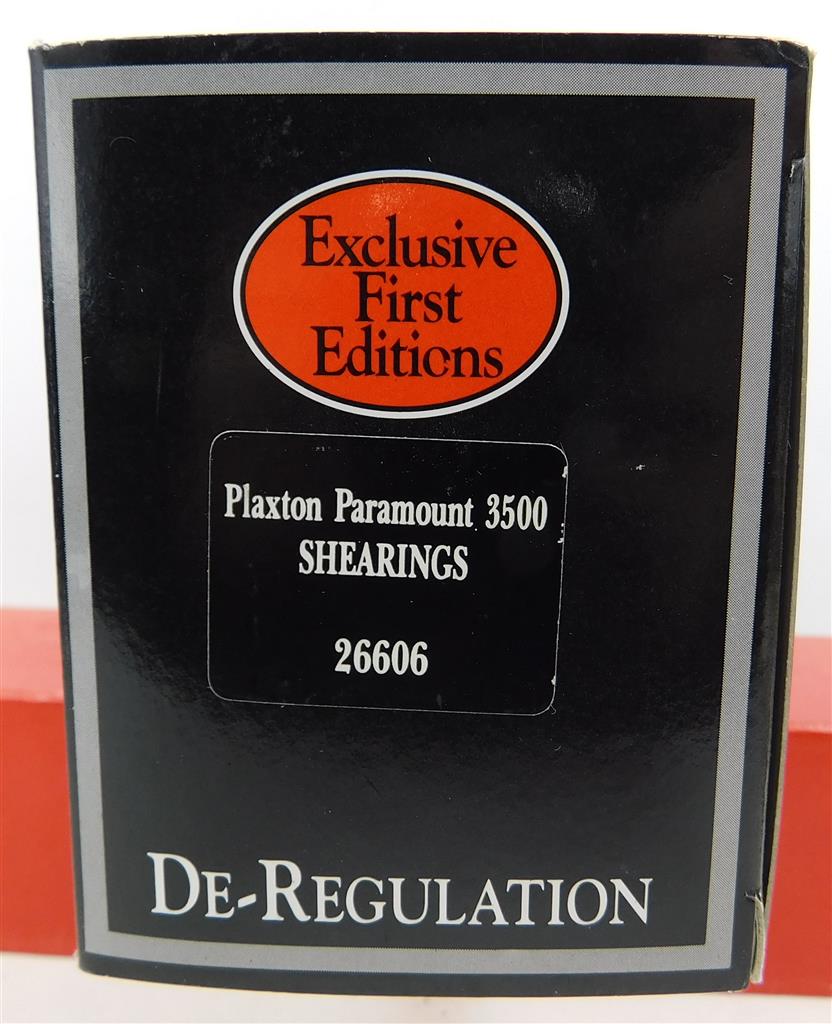 Exclusive
First
Editions
Plaxton Paramount 3500
SHEARINGS
26606
DE-REGULATION